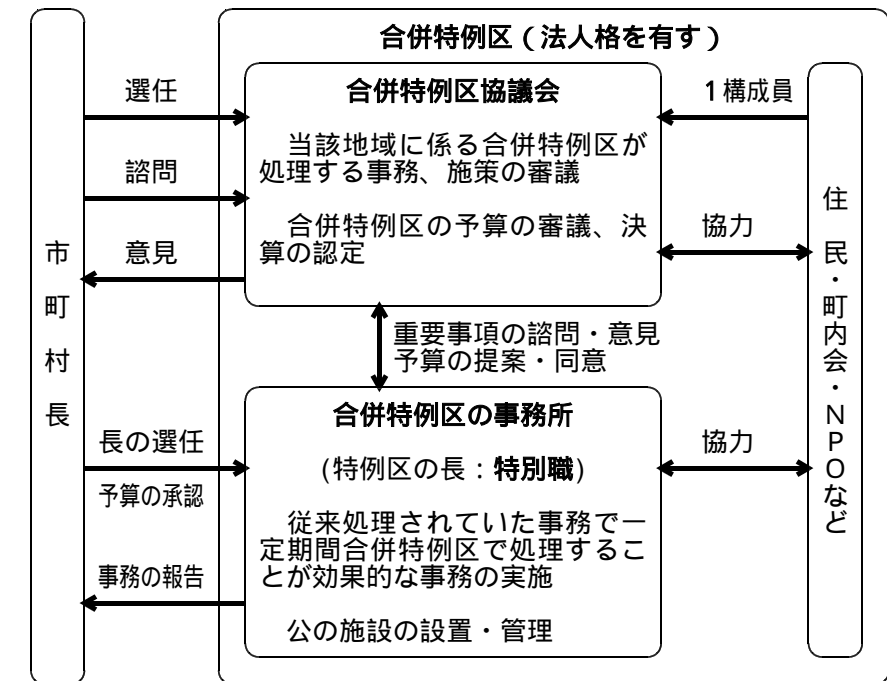 合併特例区（法人格を有す）
市町村長
選任
諮問
意見
合併特例区協議会
当該地域に係る合併特例区が
処理する事務、施策の審議
合併特例区の予算の審議、決
算の認定
1構成員
協力
住民・町内会・NPOなど
重要事項の諮問・意見
予算の提案・同意
長の選任
予算の承認
事務の報告
合併特例区の事務所
(特例区の長：特別職)
従来処理されていた事務で一
定期間合併特例区で処理するこ
とが効果的な事務の実施
公の施設の設置・管理
協力